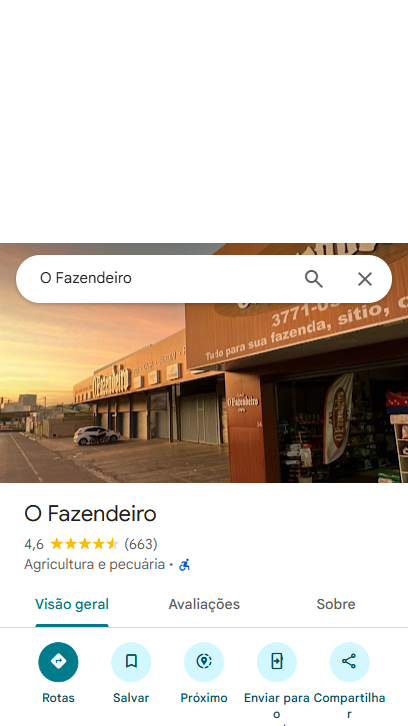 O Fazendeiro
3771-0
Tudo para sua fazenda, sítio, c
O Fazendeiro
O Fazendeiro
O Fazendeiro
4,6 (663)
Agricultura e pecuária •
Visão geral
Avaliações
Sobre
Rotas
Salvar
Próximo
Enviar para
o
Compartilha
r